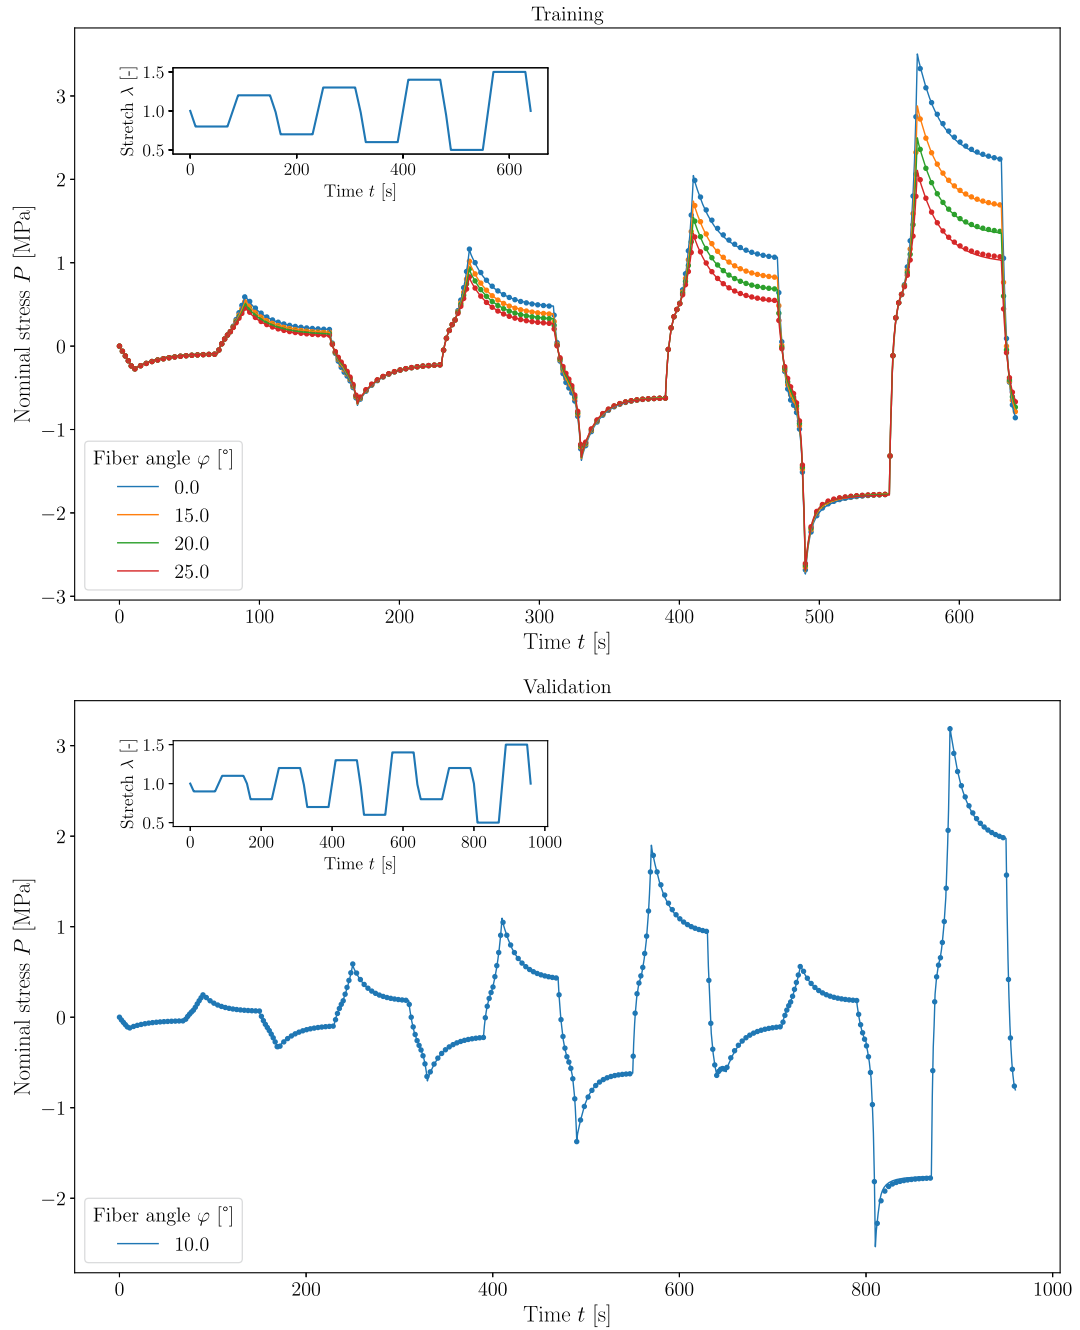 Training
Nominal stress P [MPa]
3
2
1
0
−1
−2
−3
Stretch λ [-]
1.5
1.0
0.5
0 200 400 600
Time t [s]
Fiber angle φ [°]
0.0
15.0
20.0
25.0
0 100 200 300 400 500 600
Time t [s]
Validation
Nominal stress P [MPa]
3
2
1
0
−1
−2
Stretch λ [-]
1.5
1.0
0.5
0 200 400 600 800 1000
Time t [s]
Fiber angle φ [°]
10.0
0 200 400 600 800 1000
Time t [s]